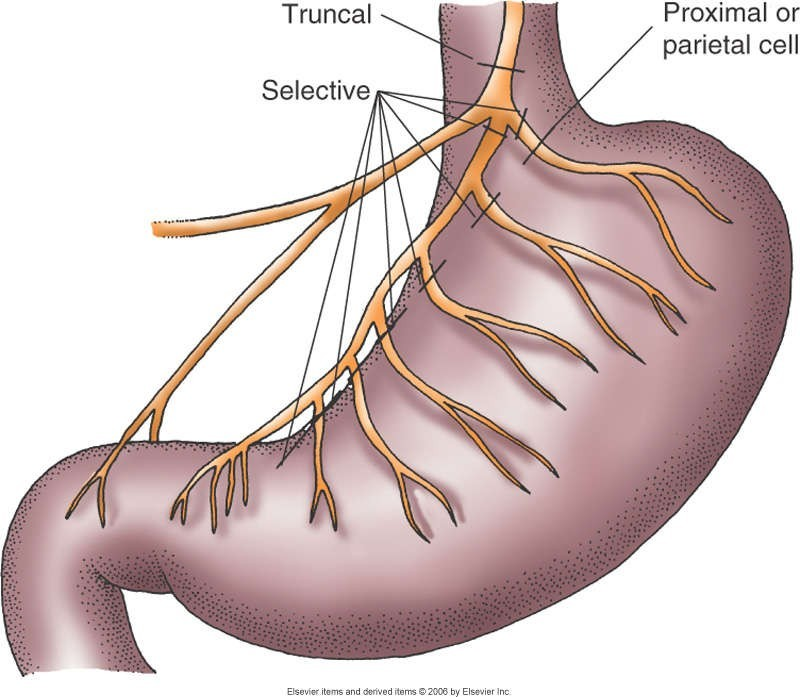 Truncal
Proximal or
parietal cell
Selective
Elsevier items and derived items © 2006 by Elsevier Inc.